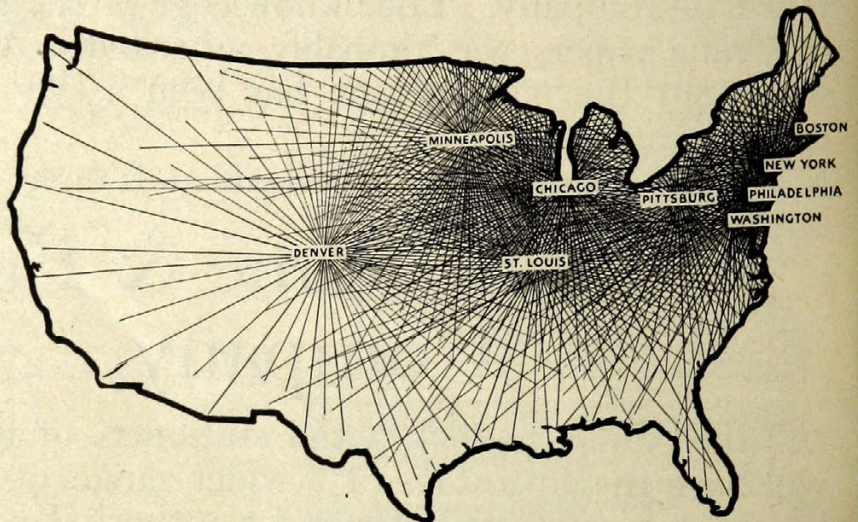 BOSTON
MINNEAPOLIS
NEW YORK
CHICAGO
PITTSBURG
PHILADELPHIA
WASHINGTON
DENVER
ST. LOUIS